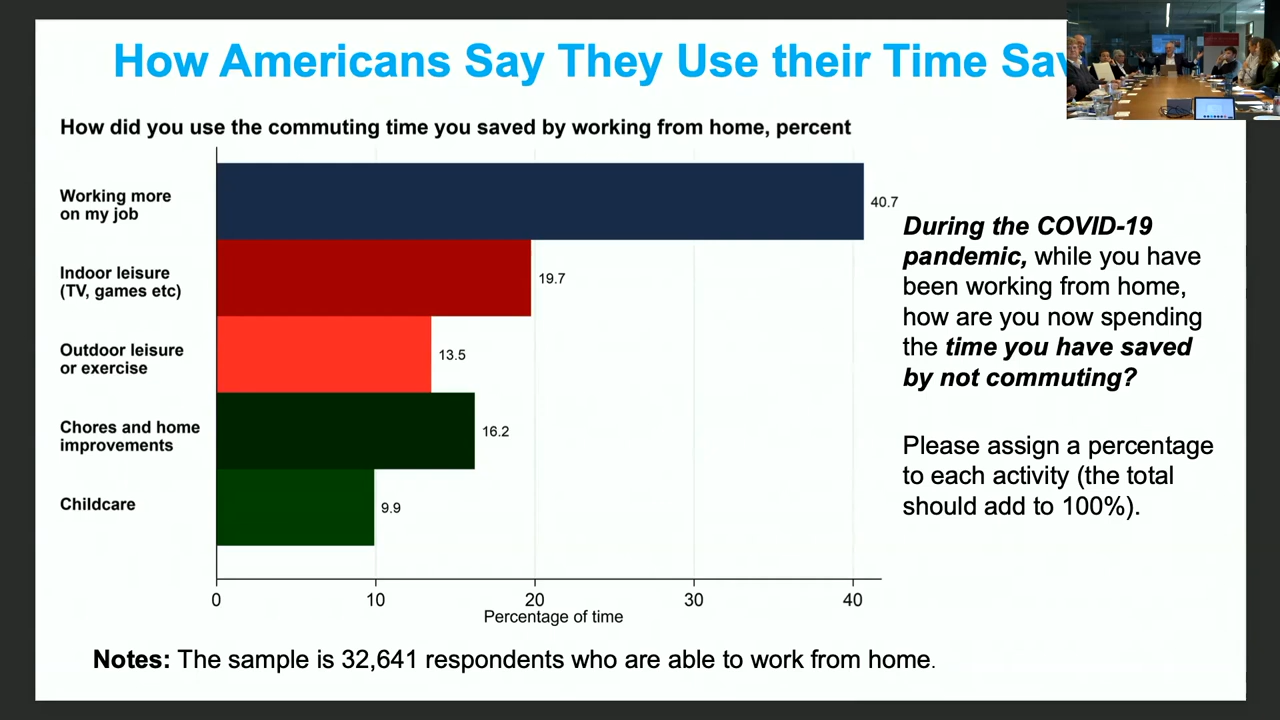 How Americans Say They Use their Time
How did you use the commuting time you saved by working from home, percent
Working more
on my job
40.7
Indoor leisure
(TV, games etc)
19.7
Outdoor leisure
or exercise
13.5
Chores and home
improvements
16.2
Childcare
9.9
0 10 20 30 40
Percentage of time
During the COVID-19
pandemic, while you have
been working from home,
how are you now spending
the time you have saved
by not commuting?
Please assign a percentage
to each activity (the total
should add to 100%).
Notes: The sample is 32,641 respondents who are able to work from home.